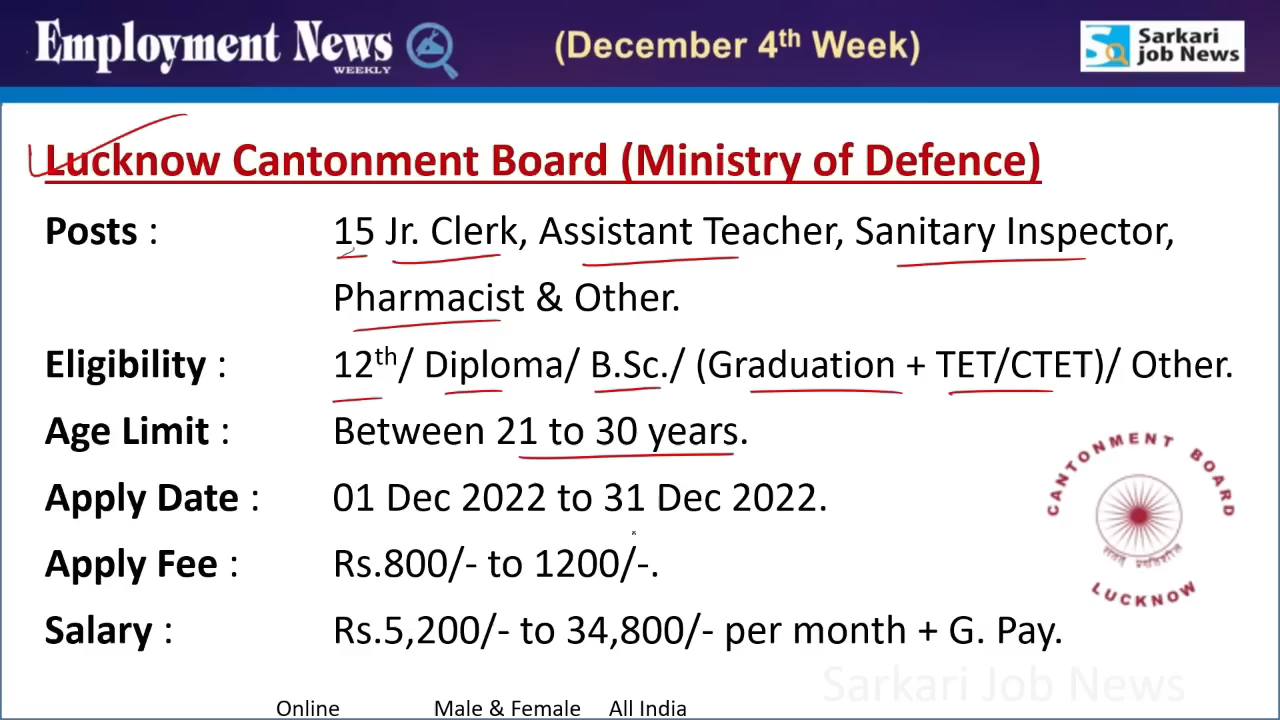 Employment News
WEEKLY
(December 4th Week)
Sarkari
Job News
Lucknow Cantonment Board (Ministry of Defence)
Posts : 15 Jr. Clerk, Assistant Teacher, Sanitary Inspector,
Pharmacist & Other.
Eligibility : 12th/ Diploma/ B.Sc./ (Graduation + TET/CTET)/ Other.
Age Limit : Between 21 to 30 years.
Apply Date : 01 Dec 2022 to 31 Dec 2022.
Apply Fee : Rs.800/- to 1200/-.
Salary : Rs.5,200/- to 34,800/- per month + G. Pay.
CANTONMENT BOARD
LUCKNOW
Sarkari Job News
Online Male & Female All India